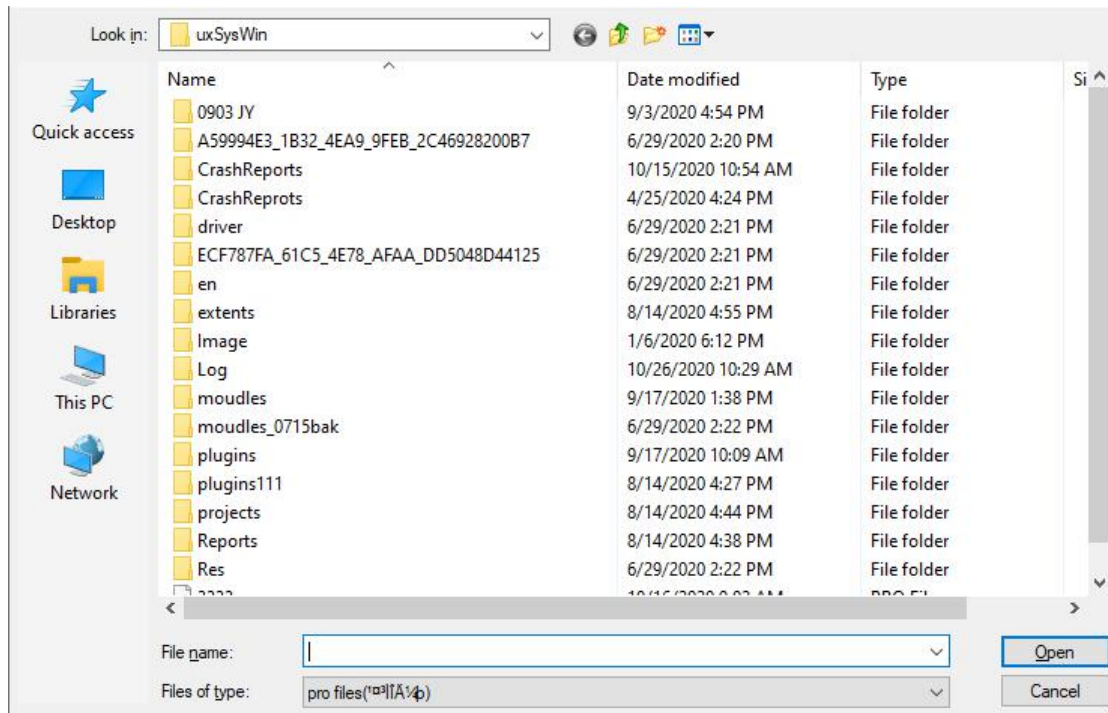 Look in: uxSysWin
Name Date modified Type Si
0903 JY 9/3/2020 4:54 PM File folder
A59994E3_1B32_4EA9_9FEB_2C46928200B7 6/29/2020 2:20 PM File folder
CrashReports 10/15/2020 10:54 AM File folder
CrashReprots 4/25/2020 4:24 PM File folder
driver 6/29/2020 2:21 PM File folder
ECF787FA_61C5_4E78_AFAA_DD5048D44125 6/29/2020 2:21 PM File folder
en 6/29/2020 2:21 PM File folder
extents 8/14/2020 4:55 PM File folder
Image 1/6/2020 6:12 PM File folder
Log 10/26/2020 10:29 AM File folder
moudles 9/17/2020 1:38 PM File folder
moudles_0715bak 6/29/2020 2:22 PM File folder
plugins 9/17/2020 10:09 AM File folder
plugins111 8/14/2020 4:27 PM File folder
projects 8/14/2020 4:44 PM File folder
Reports 8/14/2020 4:38 PM File folder
Res 6/29/2020 2:22 PM File folder
Quick access
Desktop
Libraries
This PC
Network
File name:
Open
Files of type: pro files
Cancel